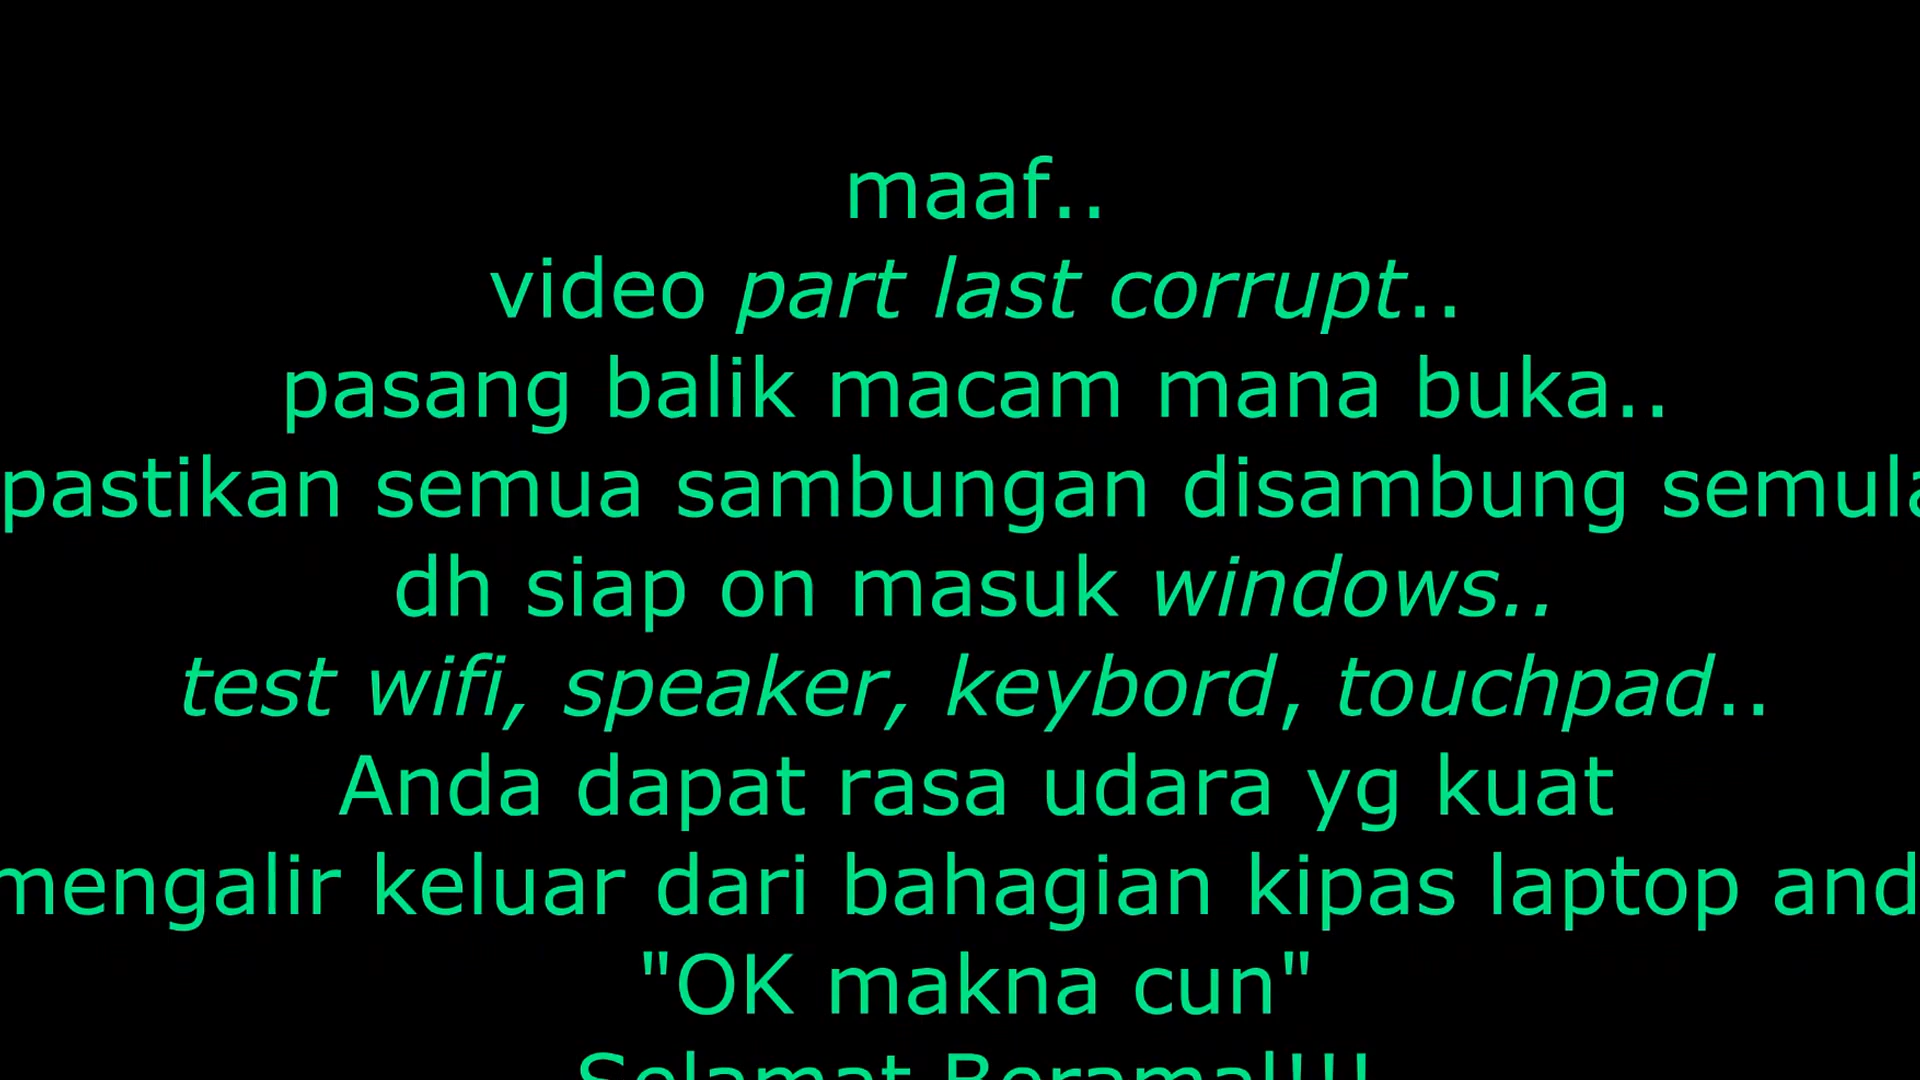 maaf..
video part last corrupt..
pasang balik macam mana buka..
pastikan semua sambungan disambung semula
dh siap on masuk windows..
test wifi, speaker, keybord, touchpad..
Anda dapat rasa udara yg kuat
mengalir keluar dari bahagian kipas laptop and
"OK makna cun"
Selamat Beramal!!!